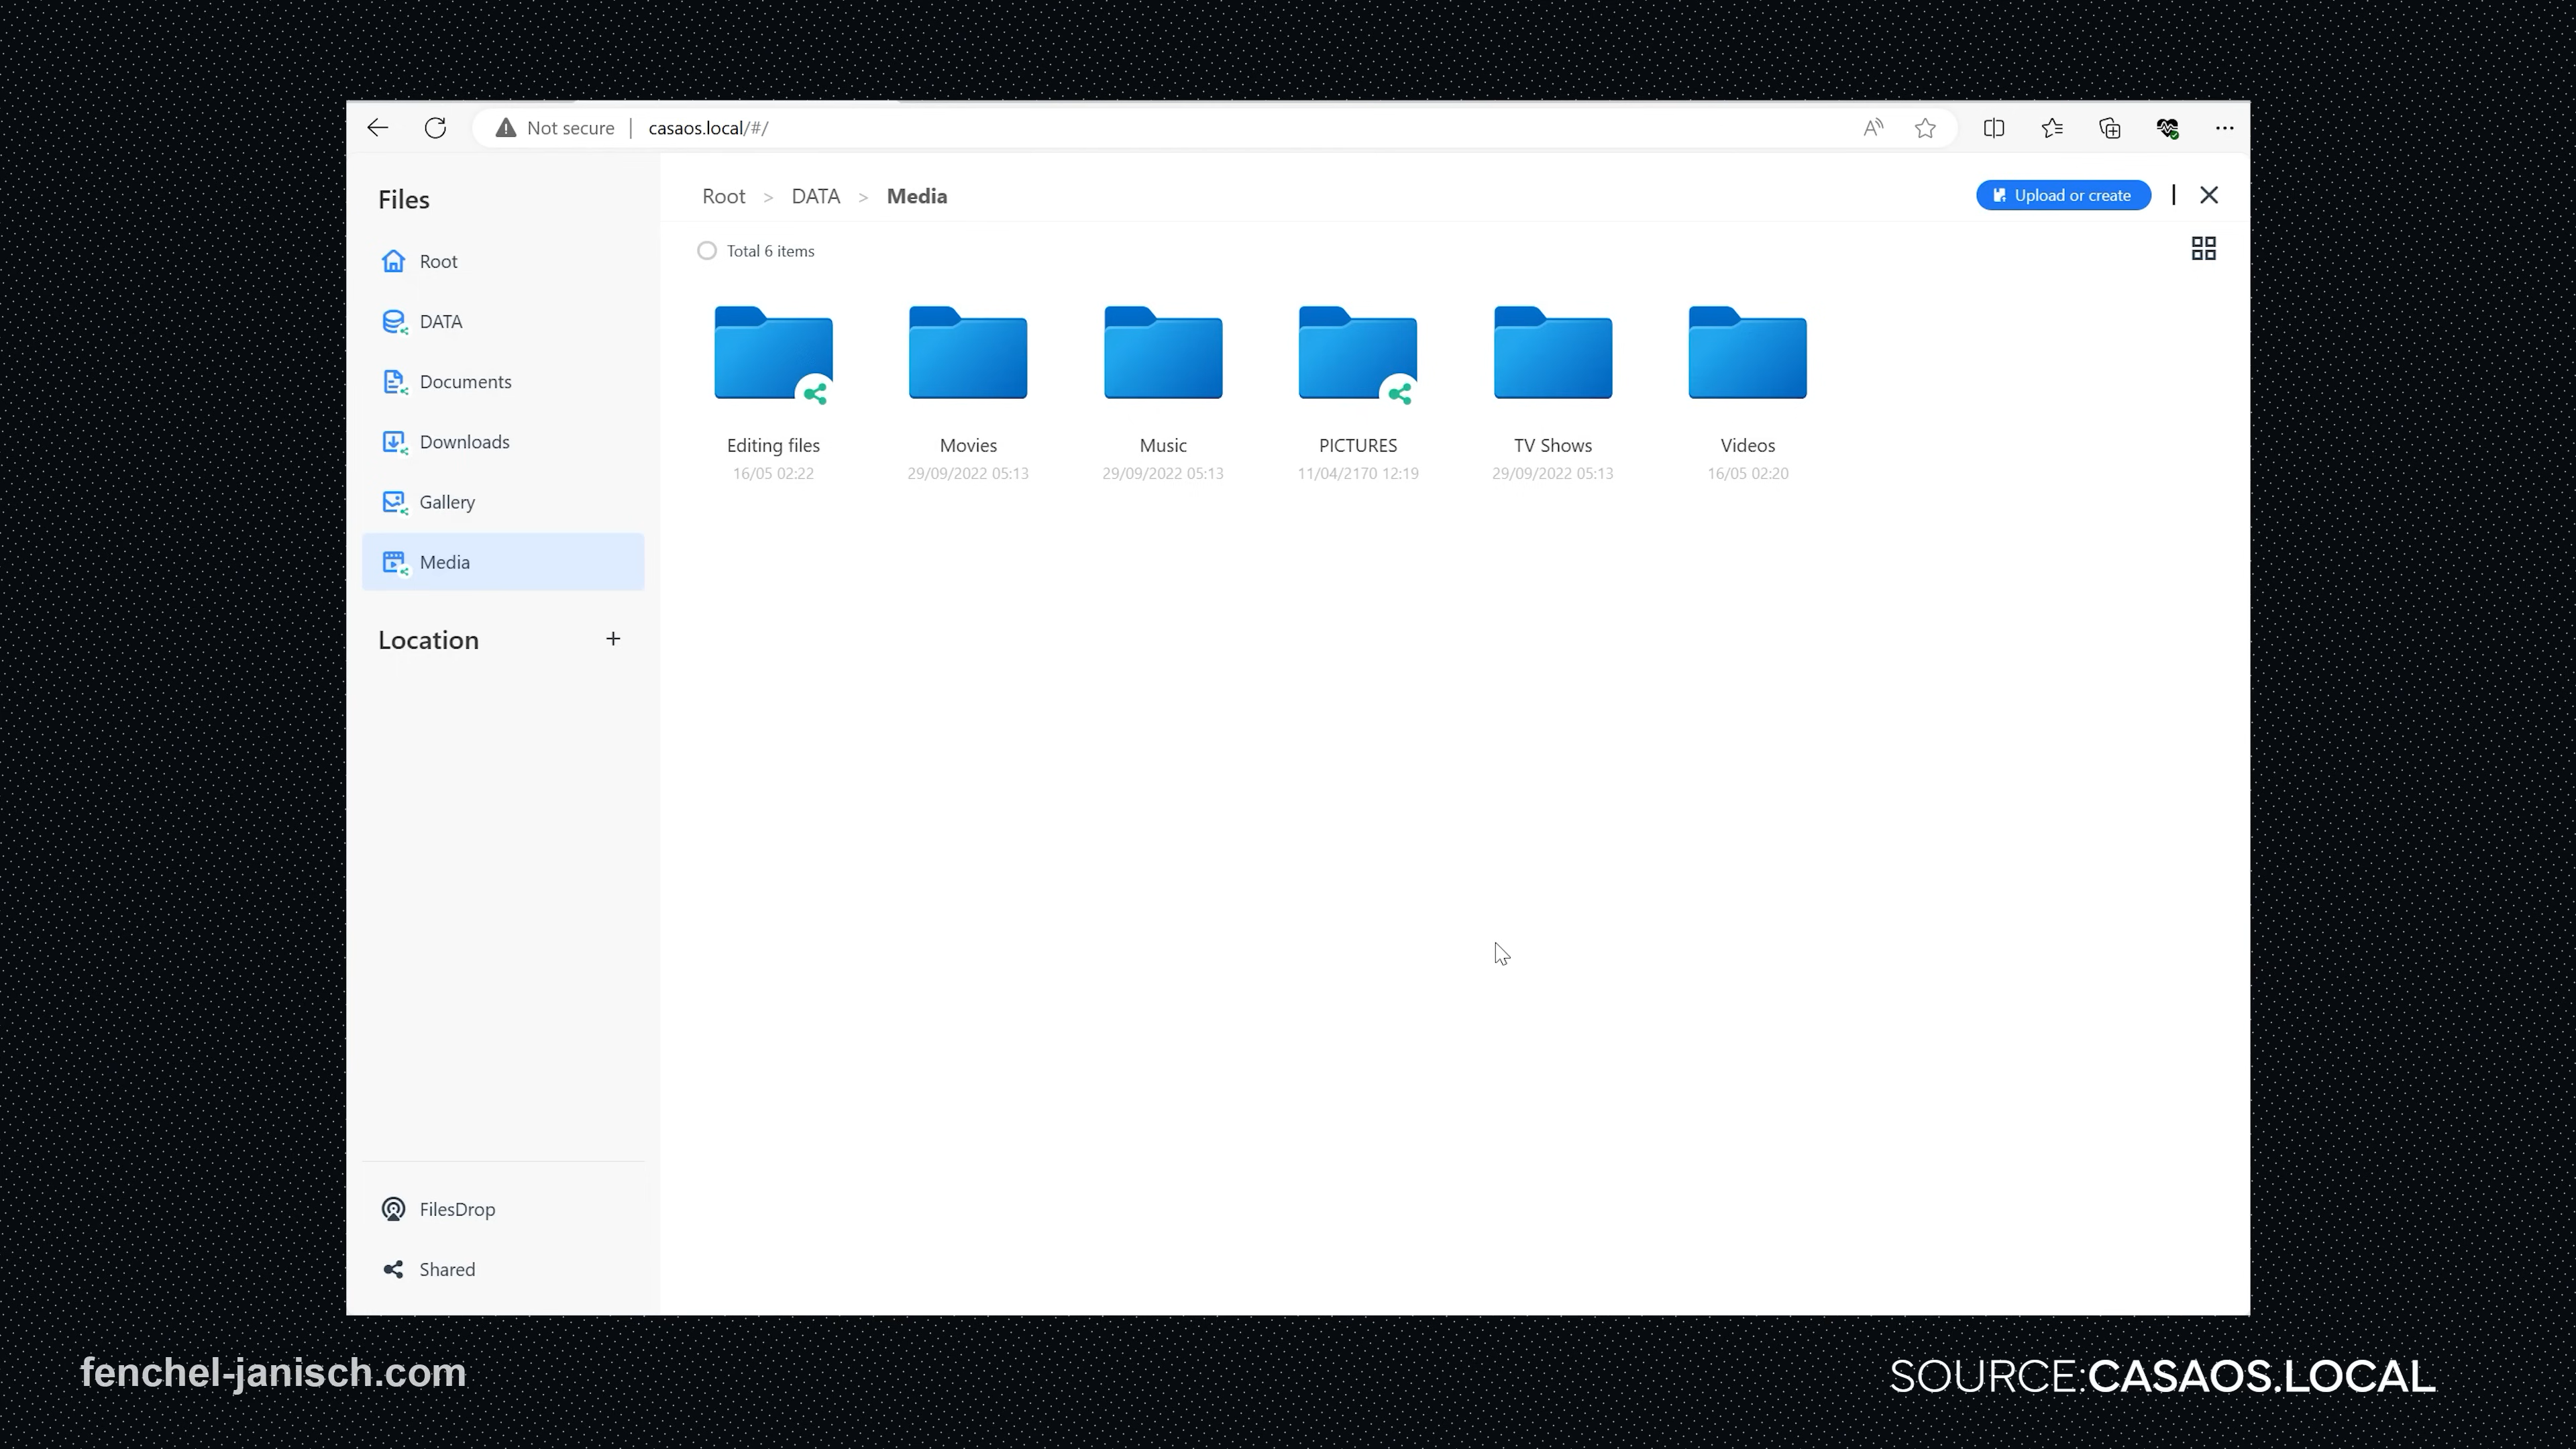 Not secure | casaos.local/#/
Files
Root
DATA
Documents
Downloads
Gallery
Media
Location +
FilesDrop
Shared
Root > DATA > Media
Upload or create
Total 6 items
Editing files
16/05 02:22
Movies
29/09/2022 05:13
Music
29/09/2022 05:13
PICTURES
11/04/2170 12:19
TV Shows
29/09/2022 05:13
Videos
16/05 02:20
fenchel-janisch.com
SOURCE:CASAOS.LOCAL